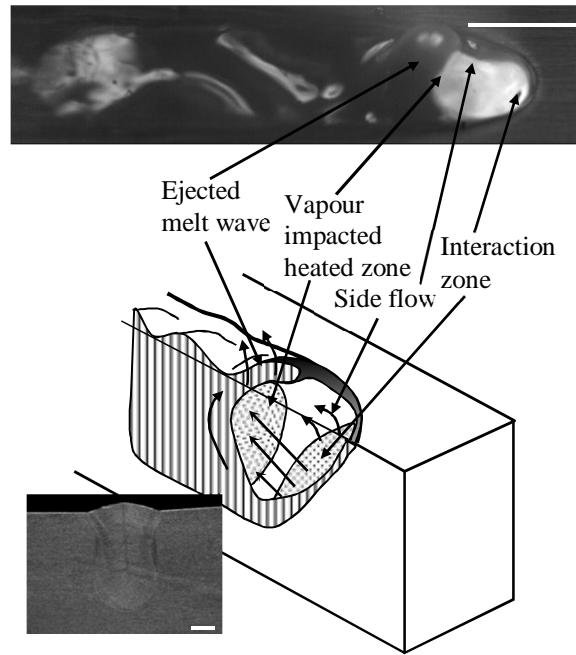 Ejected
melt wave
Vapour
impacted
heated zone
Side flow
Interaction
zone